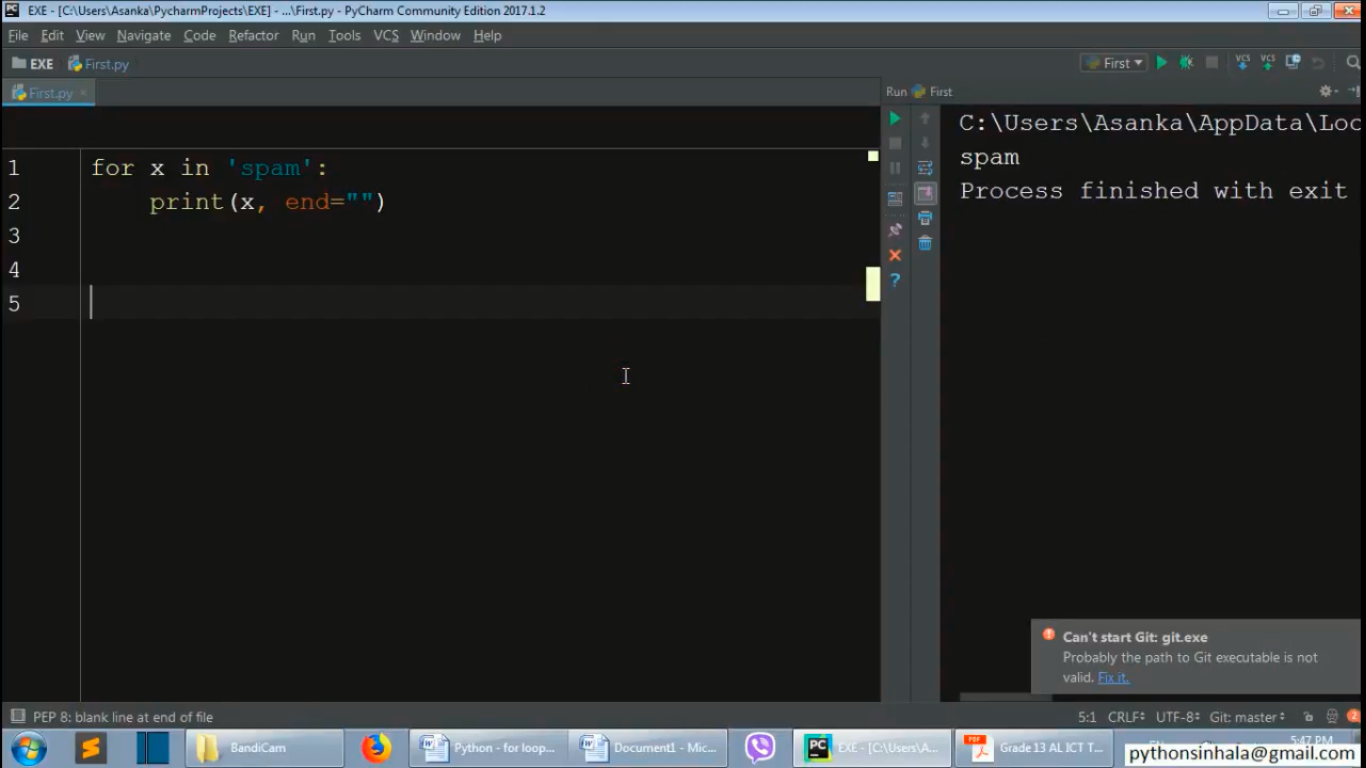 EXE - [C:\Users\Asanka\PycharmProjects\EXE] - ...\First.py - PyCharm Community Edition 2017.1.2
File Edit View Navigate Code Refactor Run Tools VCS Window Help
EXE First.py
First
VCS VCS
First.py
Run First
1 for x in 'spam':
2 print(x, end="")
3
4
5
C:\Users\Asanka\AppData\Loc
spam
Process finished with exit
?
Can't start Git: git.exe
Probably the path to Git executable is not
valid. Fix it.
PEP 8: blank line at end of file
5:1 CRLF UTF-8 Git: master 2
BandiCam
Python - for loop...
Document1 - Mic...
EXE - [C:\Users\A...
Grade 13 AL ICT T...
5:47 PM
pythonsinhala@gmail.com